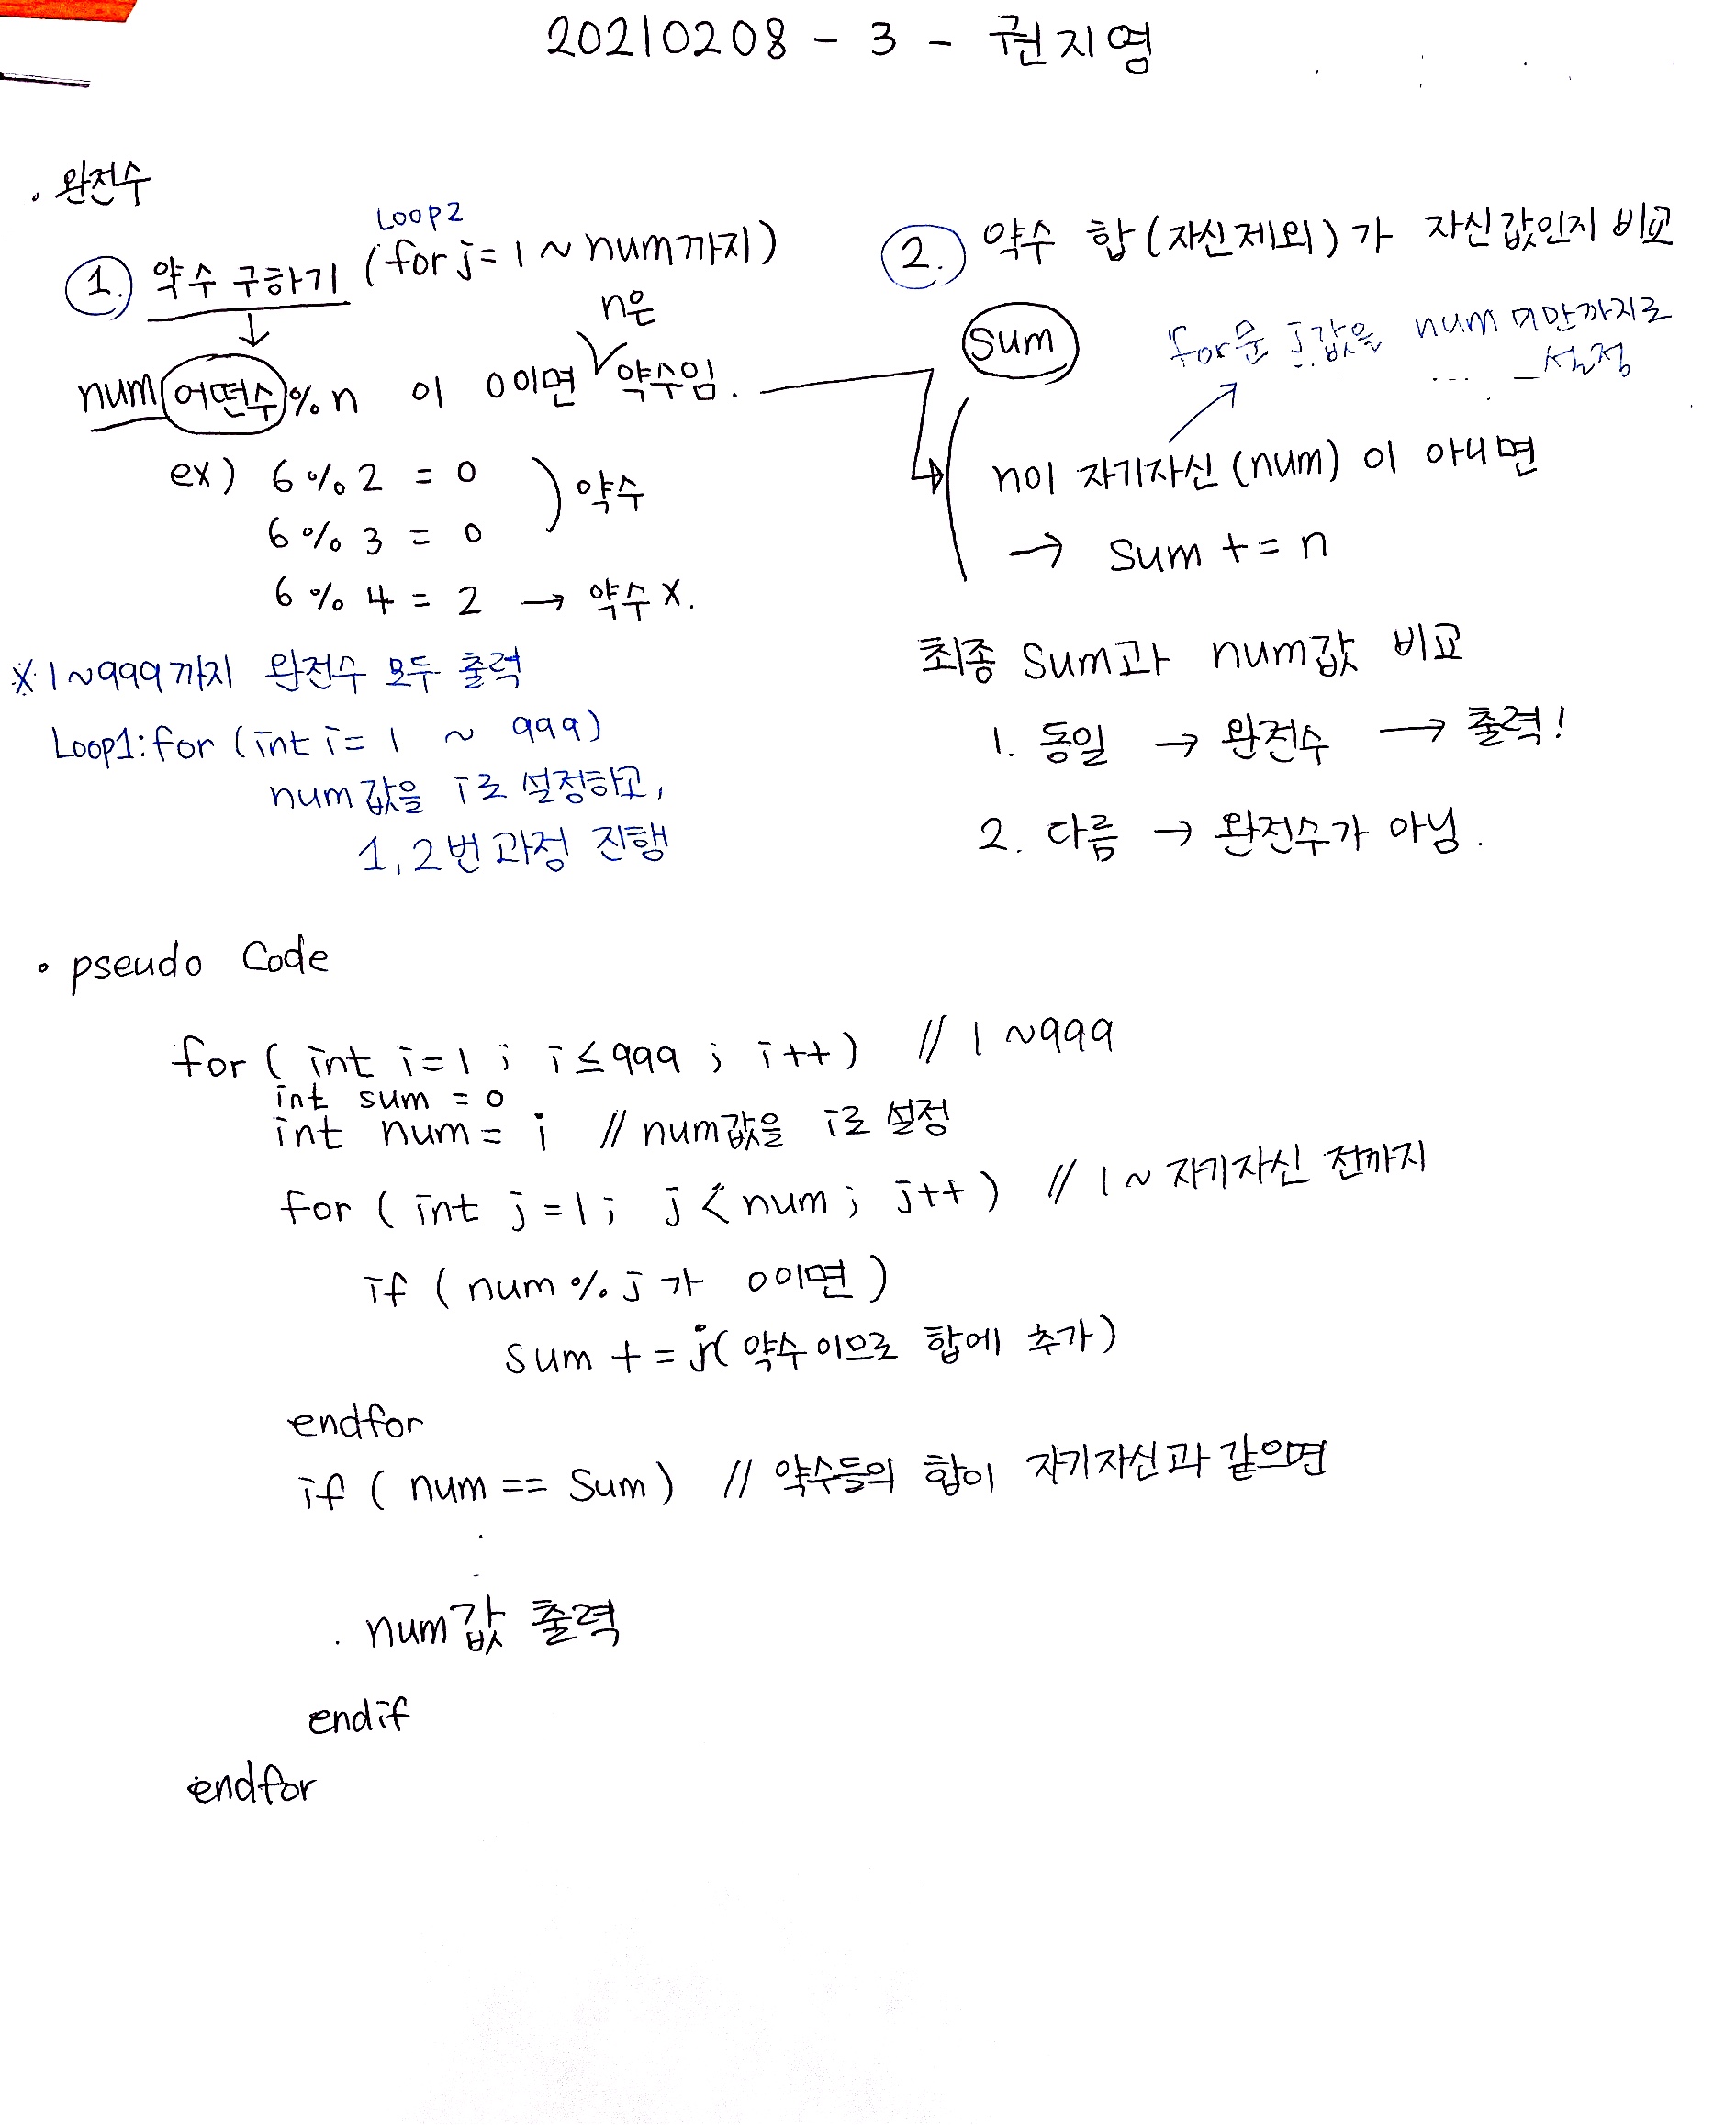 20210208 - 3 - 권지영
· 완전수
Loop2
1. 약수 구하기 (for j = 1 ~ num까지)
n은
num 어떤수 % n 이 0이면 약수임.
ex) 6 % 2 = 0
6 % 3 = 0
약수
6 % 4 = 2 → 약수 X.
※ 1~999까지 완전수 모두 출력
Loop1: for (int i = 1 ~ 999)
num값을 i로 설정하고,
1, 2번과정 진행
2. 약수 합(자신제외)가 자신값인지 비교
sum
for문 j값을 num 미만까지로
설정
n이 자기자신(num)이 아니면
→ sum += n
최종 sum과 num값 비교
1. 동일 → 완전수 → 출력!
2. 다름 → 완전수가 아님.
· pseudo Code
for ( int i=1 ; i≤999 ; i++) // 1 ~999
int sum = 0
int num = i // num값을 i로 설정
for ( int j=1; j < num; j++) // 1 ~ 자기자신 전까지
if ( num % j 가 0이면 )
sum += j( 약수이므로 합에 추가)
endfor
if ( num == Sum) // 약수들의 합이 자기자신과 같으면
num값 출력
endif
endfor